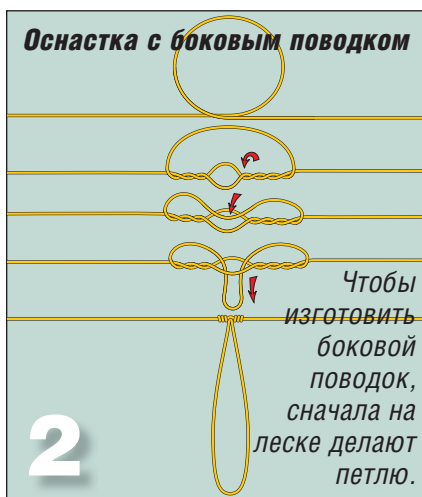 Оснастка с боковым поводком
Чтобы
изготовить
боковой
поводок,
сначала на
леске делают
петлю.
2